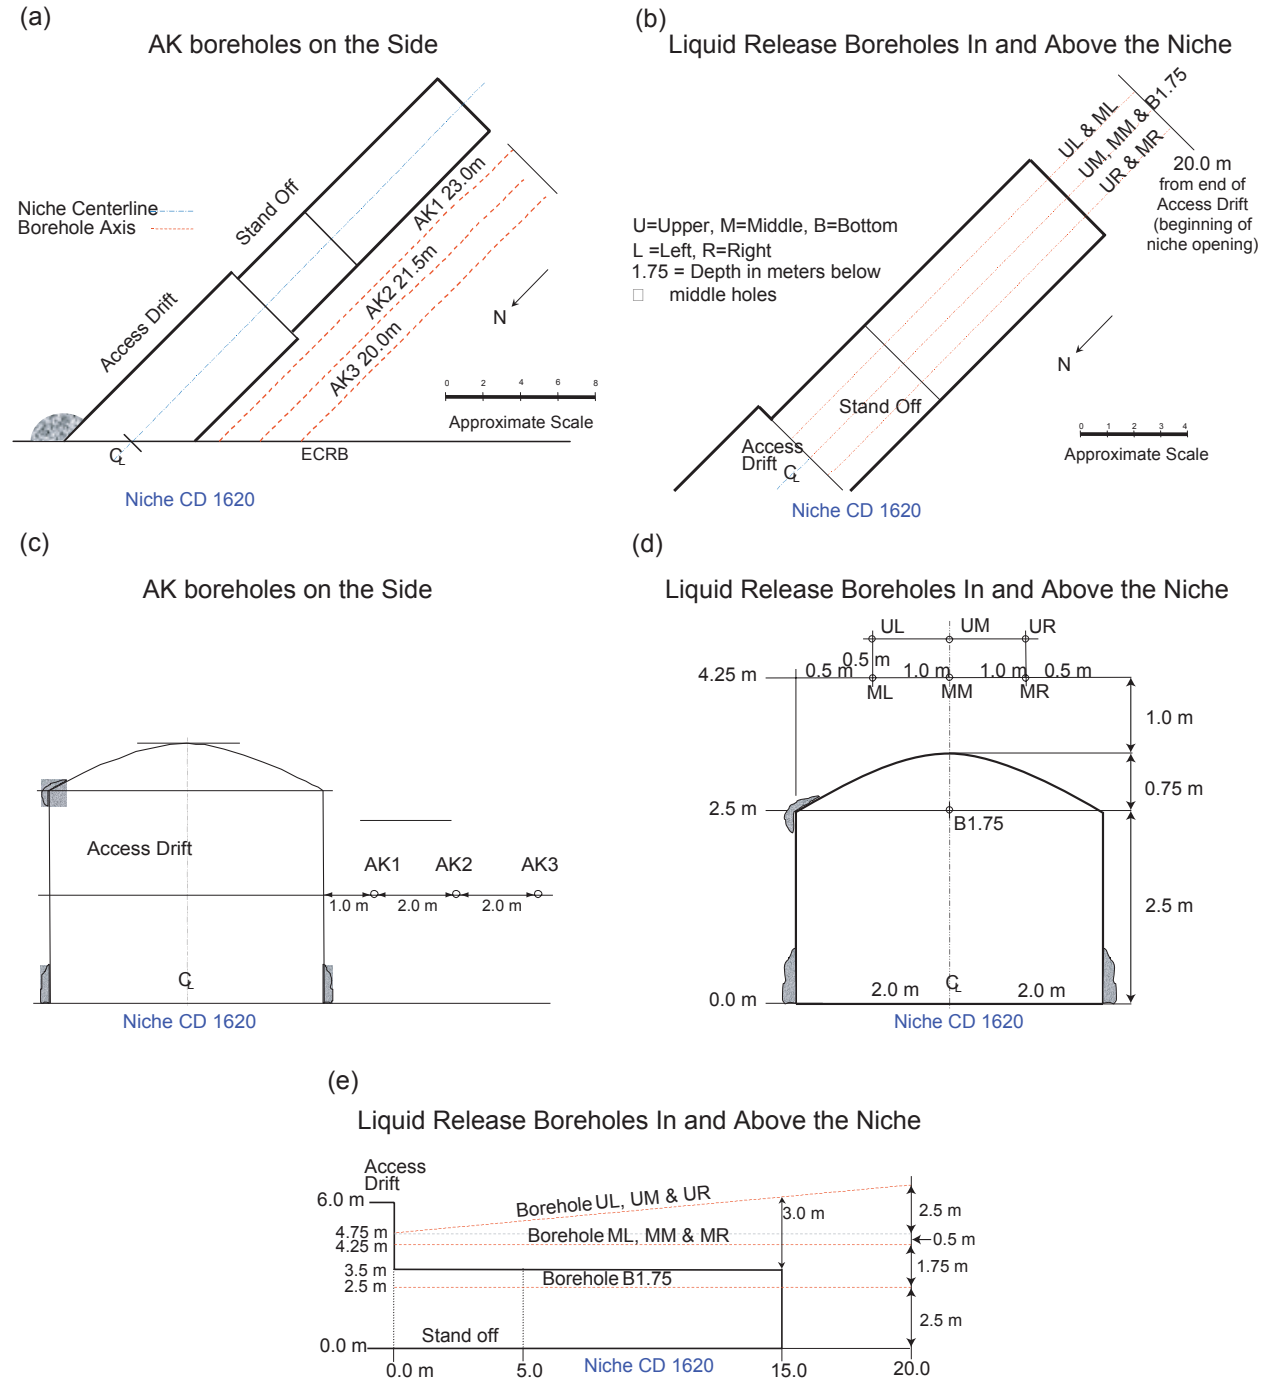 (a)
AK boreholes on the Side
Niche Centerline
Borehole Axis
Stand Off
Access Drift
AK1 23.0m
AK2 21.5m
AK3 20.0m
N
0 2 4 6 8
Approximate Scale
CL
ECRB
Niche CD 1620
(b)
Liquid Release Boreholes In and Above the Niche
UL & ML
UM, MM & B1.75
UR & MR
20.0 m
from end of
Access Drift
(beginning of
niche opening)
U=Upper, M=Middle, B=Bottom
L =Left, R=Right
1.75 = Depth in meters below
□ middle holes
N
Stand Off
Access
Drift
CL
0 1 2 3 4
Approximate Scale
Niche CD 1620
(c)
AK boreholes on the Side
Access Drift
AK1 AK2 AK3
1.0 m 2.0 m 2.0 m
CL
Niche CD 1620
(d)
Liquid Release Boreholes In and Above the Niche
UL UM UR
0.5 m
4.25 m 0.5 m 1.0 m 1.0 m 0.5 m
ML MM MR
1.0 m
0.75 m
2.5 m
B1.75
2.5 m
CL
2.0 m 2.0 m
0.0 m
Niche CD 1620
(e)
Liquid Release Boreholes In and Above the Niche
Access
Drift
6.0 m
Borehole UL, UM & UR
3.0 m
2.5 m
4.75 m
Borehole ML, MM & MR
0.5 m
4.25 m
1.75 m
3.5 m
Borehole B1.75
2.5 m
2.5 m
Stand off
0.0 m
0.0 m 5.0 Niche CD 1620 15.0 20.0